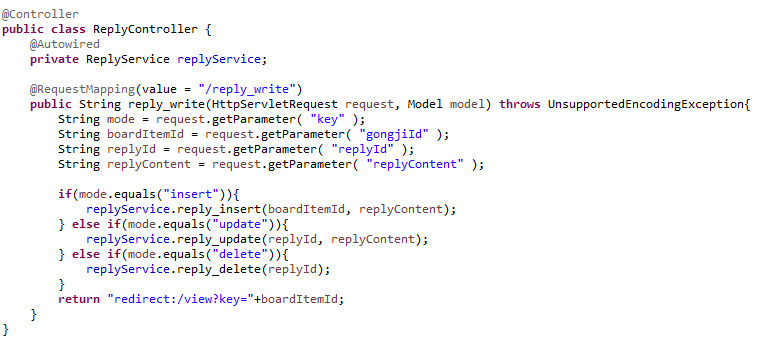 @Controller
public class ReplyController {
    @Autowired
    private ReplyService replyService;

    @RequestMapping(value = "/reply_write")
    public String reply_write(HttpServletRequest request, Model model) throws UnsupportedEncodingException{
        String mode = request.getParameter( "key" );
        String boardItemId = request.getParameter( "gongjiId" );
        String replyId = request.getParameter( "replyId" );
        String replyContent = request.getParameter( "replyContent" );

        if(mode.equals("insert")){
            replyService.reply_insert(boardItemId, replyContent);
        } else if(mode.equals("update")){
            replyService.reply_update(replyId, replyContent);
        } else if(mode.equals("delete")){
            replyService.reply_delete(replyId);
        }
        return "redirect:/view?key="+boardItemId;
    }
}